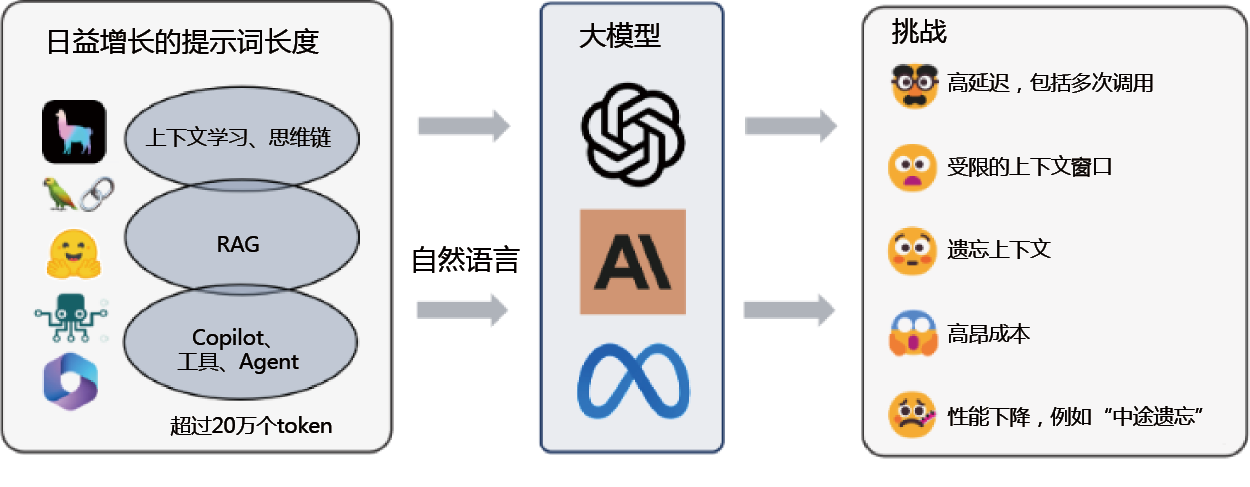 日益增长的提示词长度
上下文学习、思维链
RAG
Copilot、
工具、Agent
超过20万个token
自然语言
大模型
AI
挑战
高延迟，包括多次调用
受限的上下文窗口
遗忘上下文
高昂成本
性能下降，例如“中途遗忘”